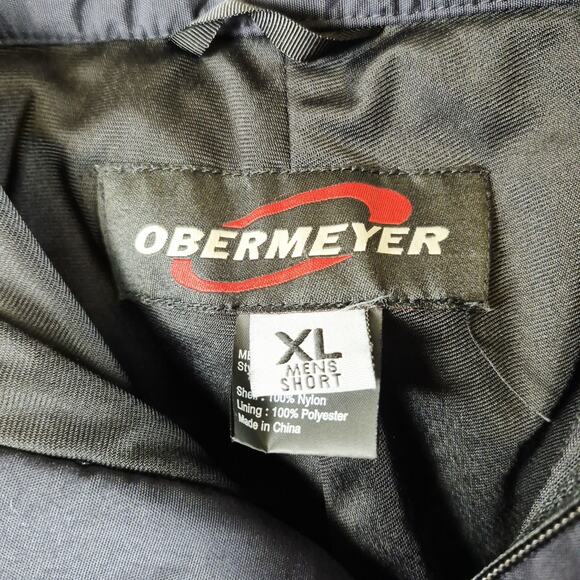 OBERMEYER
XL
MENS
SHORT
Shell : 100% Nylon
Lining : 100% Polyester
Made in China